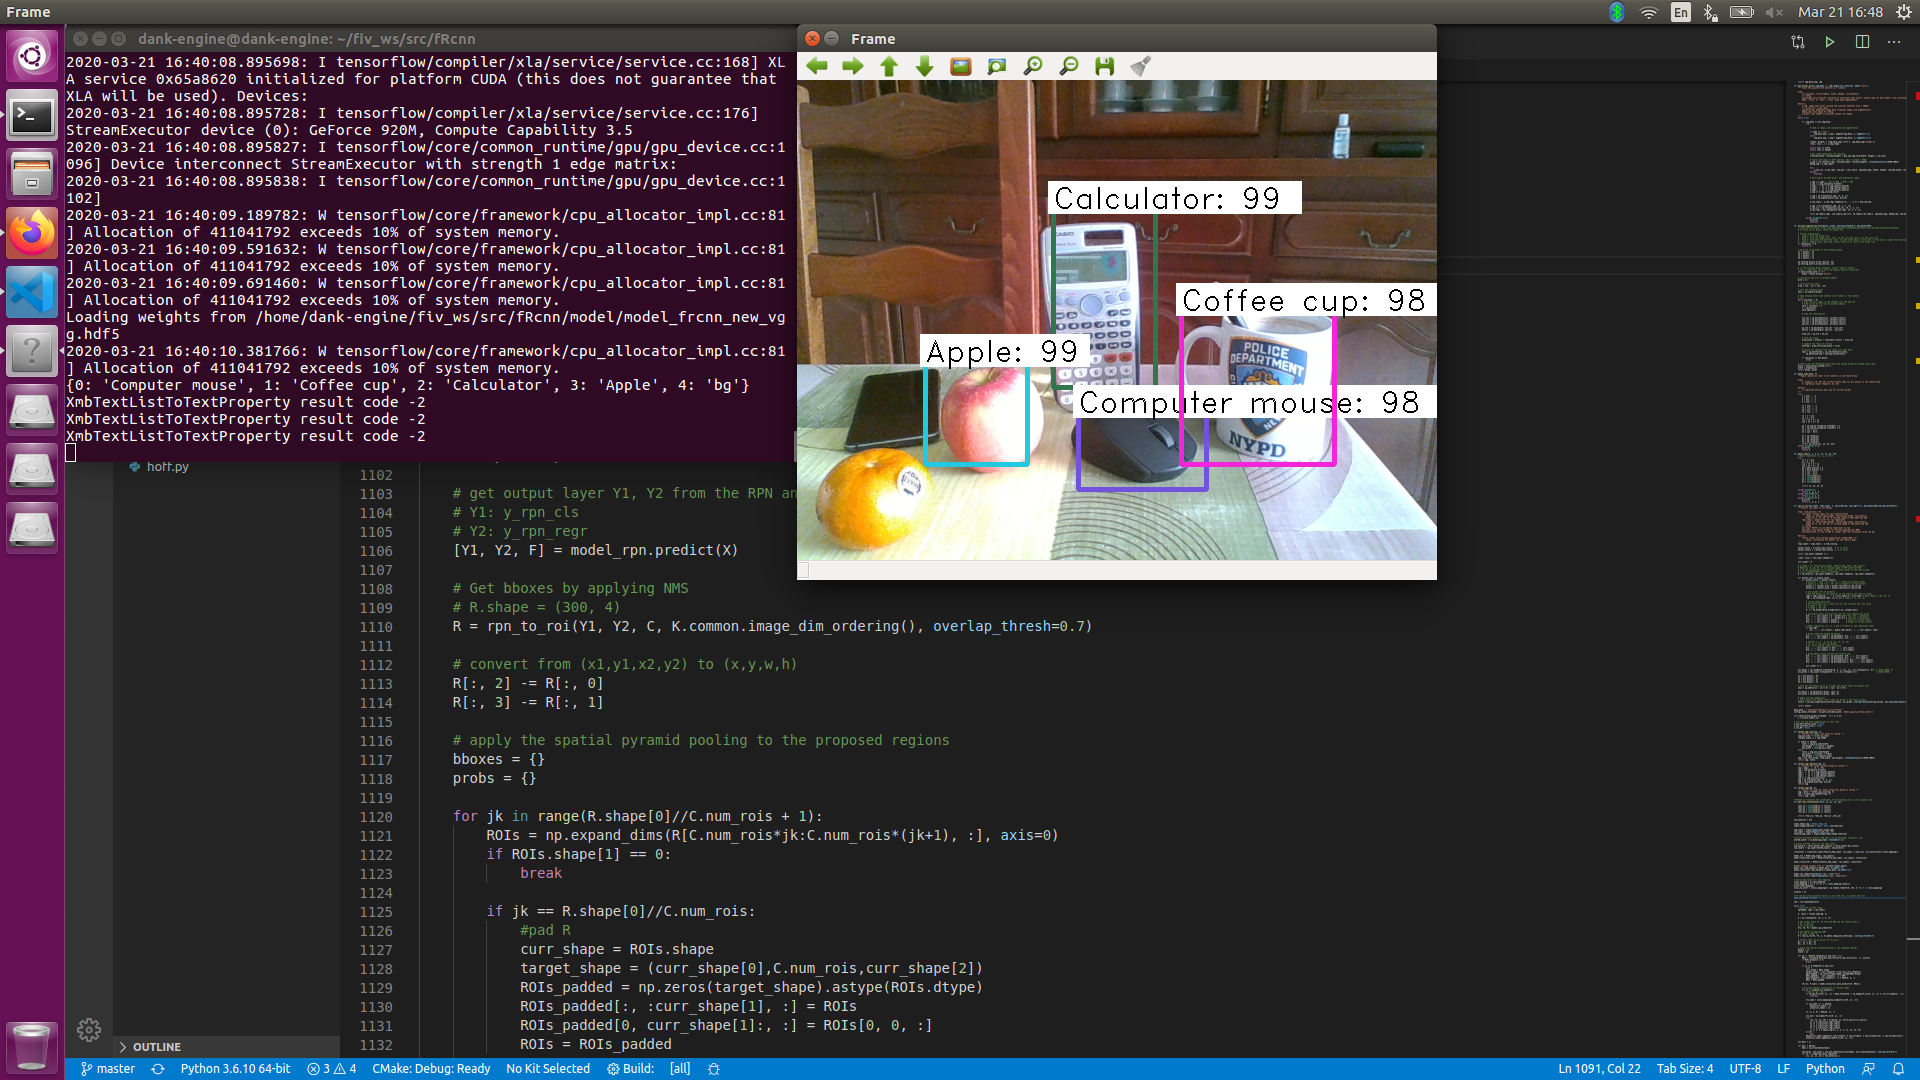 Frame
En
Mar 21 16:48
dank-engine@dank-engine: ~/fiv_ws/src/fRcnn
2020-03-21 16:40:08.895698: I tensorflow/compiler/xla/service/service.cc:168] XL
A service 0x65a8620 initialized for platform CUDA (this does not guarantee that
XLA will be used). Devices:
2020-03-21 16:40:08.895728: I tensorflow/compiler/xla/service/service.cc:176]
StreamExecutor device (0): GeForce 920M, Compute Capability 3.5
2020-03-21 16:40:08.895827: I tensorflow/core/common_runtime/gpu/gpu_device.cc:1
096] Device interconnect StreamExecutor with strength 1 edge matrix:
2020-03-21 16:40:08.895838: I tensorflow/core/common_runtime/gpu/gpu_device.cc:1
102]
2020-03-21 16:40:09.189782: W tensorflow/core/framework/cpu_allocator_impl.cc:81
] Allocation of 411041792 exceeds 10% of system memory.
2020-03-21 16:40:09.591632: W tensorflow/core/framework/cpu_allocator_impl.cc:81
] Allocation of 411041792 exceeds 10% of system memory.
2020-03-21 16:40:09.691460: W tensorflow/core/framework/cpu_allocator_impl.cc:81
] Allocation of 411041792 exceeds 10% of system memory.
Loading weights from /home/dank-engine/fiv_ws/src/fRcnn/model/model_frcnn_new_vg
g.hdf5
2020-03-21 16:40:10.381766: W tensorflow/core/framework/cpu_allocator_impl.cc:81
] Allocation of 411041792 exceeds 10% of system memory.
{0: 'Computer mouse', 1: 'Coffee cup', 2: 'Calculator', 3: 'Apple', 4: 'bg'}
XmbTextListToTextProperty result code -2
XmbTextListToTextProperty result code -2
XmbTextListToTextProperty result code -2
Frame
Calculator: 99
CASIO
Coffee cup: 98
Apple: 99
POLICE
DEPARTMENT
Computer mouse: 98
NYPD
hoff.py
1102
1103 # get output layer Y1, Y2 from the RPN an
1104 # Y1: y_rpn_cls
1105 # Y2: y_rpn_regr
1106 [Y1, Y2, F] = model_rpn.predict(X)
1107
1108 # Get bboxes by applying NMS
1109 # R.shape = (300, 4)
1110 R = rpn_to_roi(Y1, Y2, C, K.common.image_dim_ordering(), overlap_thresh=0.7)
1111
1112 # convert from (x1,y1,x2,y2) to (x,y,w,h)
1113 R[:, 2] -= R[:, 0]
1114 R[:, 3] -= R[:, 1]
1115
1116 # apply the spatial pyramid pooling to the proposed regions
1117 bboxes = {}
1118 probs = {}
1119
1120 for jk in range(R.shape[0]//C.num_rois + 1):
1121 ROIs = np.expand_dims(R[C.num_rois*jk:C.num_rois*(jk+1), :], axis=0)
1122 if ROIs.shape[1] == 0:
1123 break
1124
1125 if jk == R.shape[0]//C.num_rois:
1126 #pad R
1127 curr_shape = ROIs.shape
1128 target_shape = (curr_shape[0],C.num_rois,curr_shape[2])
1129 ROIs_padded = np.zeros(target_shape).astype(ROIs.dtype)
1130 ROIs_padded[:, :curr_shape[1], :] = ROIs
1131 ROIs_padded[0, curr_shape[1]:, :] = ROIs[0, 0, :]
1132 ROIs = ROIs_padded
OUTLINE
master Python 3.6.10 64-bit 3 4 CMake: Debug: Ready No Kit Selected Build: [all] Ln 1091, Col 22 Tab Size: 4 UTF-8 LF Python